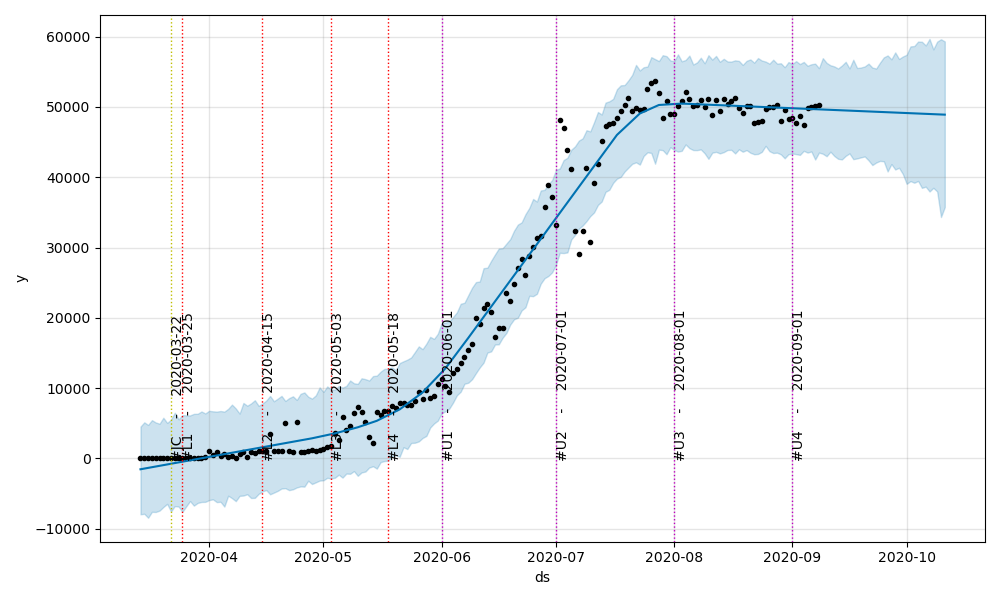 60000
50000
40000
30000
20000
10000
0
−10000
y
#JC - 2020-03-22
#L1 - 2020-03-25
#L2 - 2020-04-15
#L3 - 2020-05-03
#L4 - 2020-05-18
#U1 - 2020-06-01
#U2 - 2020-07-01
#U3 - 2020-08-01
#U4 - 2020-09-01
2020-04 2020-05 2020-06 2020-07 2020-08 2020-09 2020-10
ds